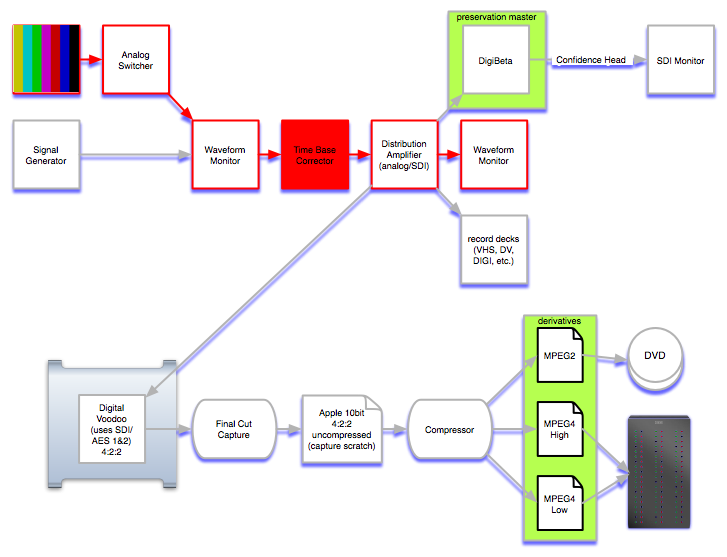 preservation master
Analog
Switcher
DigiBeta
Confidence Head
SDI Monitor
Signal
Generator
Waveform
Monitor
Time Base
Corrector
Distribution
Amplifier
(analog/SDI)
Waveform
Monitor
record decks
(VHS, DV,
DIGI, etc.)
derivatives
MPEG2
DVD
Digital
Voodoo
(uses SDI/
AES 1&2)
4:2:2
Final Cut
Capture
Apple 10bit
4:2:2
uncompressed
(capture scratch)
Compressor
MPEG4
High
MPEG4
Low